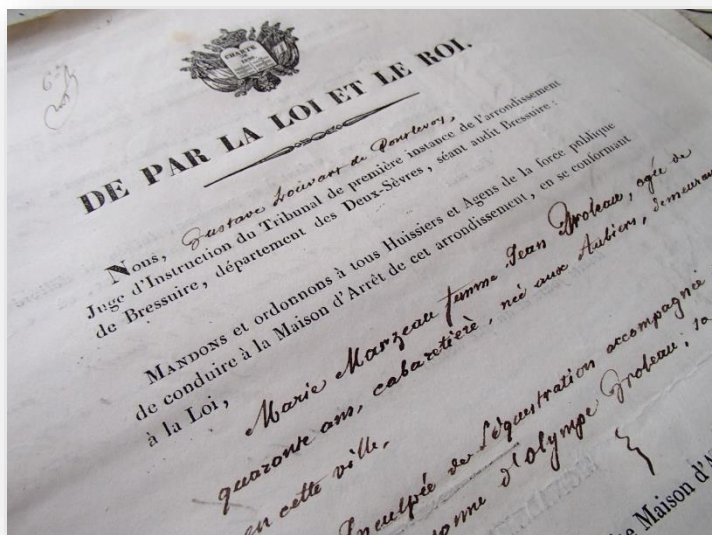 CHARTE
DE PAR LA LOI ET LE ROI.
Nous, Gustave Louvart de Pontlevoy,
Juge d'Instruction du Tribunal de première instance de l'arrondissement
de Bressuire, département des Deux-Sèvres, séant audit Bressuire :
MANDONS et ordonnons à tous Huissiers et Agens de la force publique
de conduire à la Maison d'Arrêt de cet arrondissement, en se conformant
à la Loi,
Marie Marzeau femme Jean Groleau, agée de
quarante ans, cabaretière, née aux Aubiers, demeurant
en cette ville.
Inculpée de séquestration accompagnée
d'Olympe Groleau, sa
Maison d'A